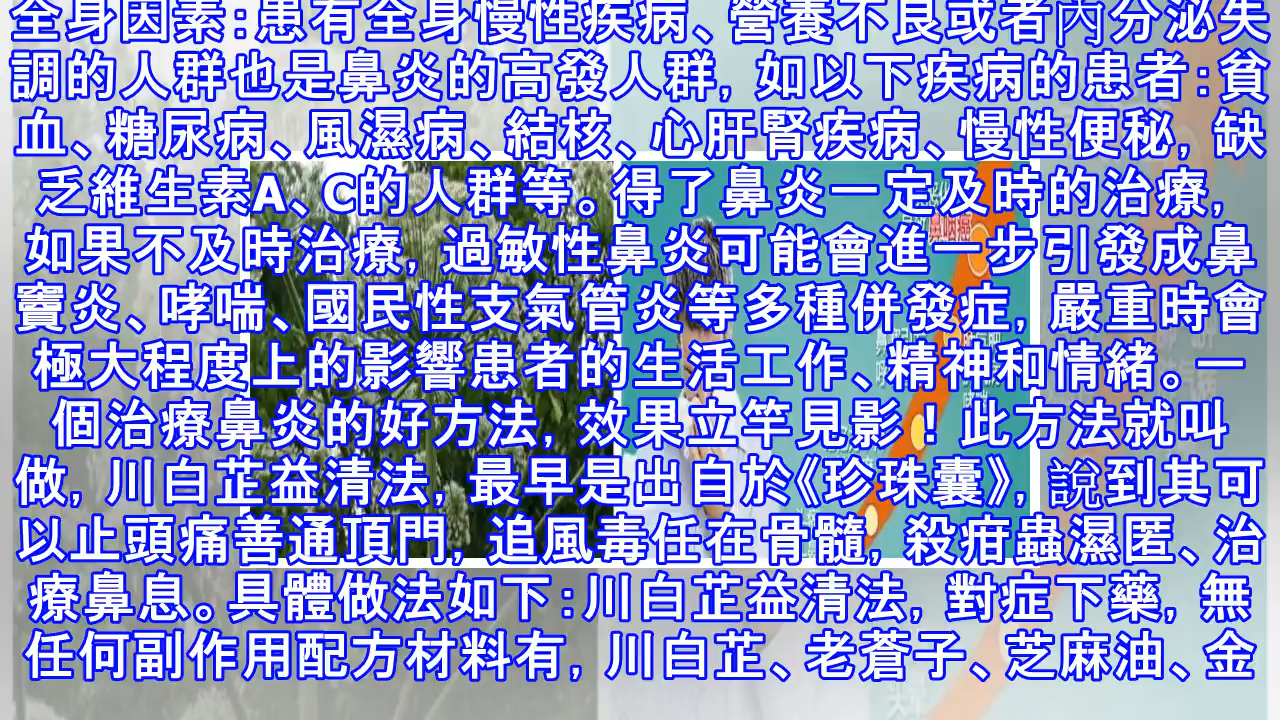 全身因素：患有全身慢性疾病、營養不良或者內分泌失
調的人群也是鼻炎的高發人群，如以下疾病的患者：貧
血、糖尿病、風濕病、結核、心肝腎疾病、慢性便秘，缺
乏維生素A、C的人群等。得了鼻炎一定及時的治療，
如果不及時治療，過敏性鼻炎可能會進一步引發成鼻
竇炎、哮喘、國民性支氣管炎等多種併發症，嚴重時會
極大程度上的影響患者的生活工作、精神和情緒。一
個治療鼻炎的好方法，效果立竿見影！此方法就叫
做，川白芷益清法，最早是出自於《珍珠囊》，說到其可
以止頭痛善通頂門，追風毒任在骨髓，殺疳蟲濕匿、治
療鼻息。具體做法如下：川白芷益清法，對症下藥，無
任何副作用配方材料有，川白芷、老蒼子、芝麻油、金
鼻咽癌